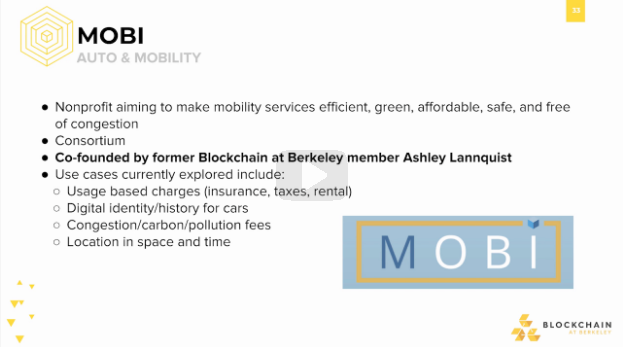 33
MOBI
AUTO & MOBILITY
● Nonprofit aiming to make mobility services efficient, green, affordable, safe, and free
of congestion
● Consortium
● Co-founded by former Blockchain at Berkeley member Ashley Lannquist
● Use cases currently explored include:
○ Usage based charges (insurance, taxes, rental)
○ Digital identity/history for cars
○ Congestion/carbon/pollution fees
○ Location in space and time
MOBI
BLOCKCHAIN
AT BERKELEY